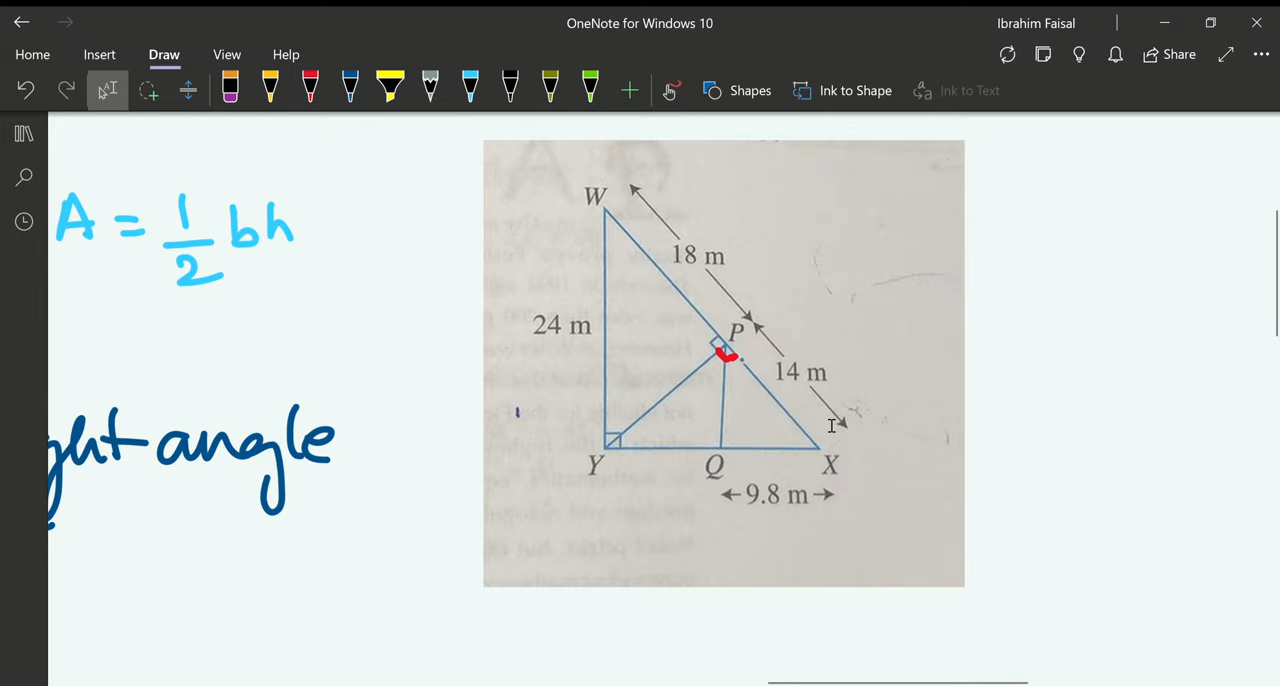 OneNote for Windows 10
Ibrahim Faisal
Home Insert Draw View Help
Share
Shapes
Ink to Shape
Ink to Text
A = 1/2 bh
ght angle
W
18 m
24 m
P
14 m
Y Q X
9.8 m